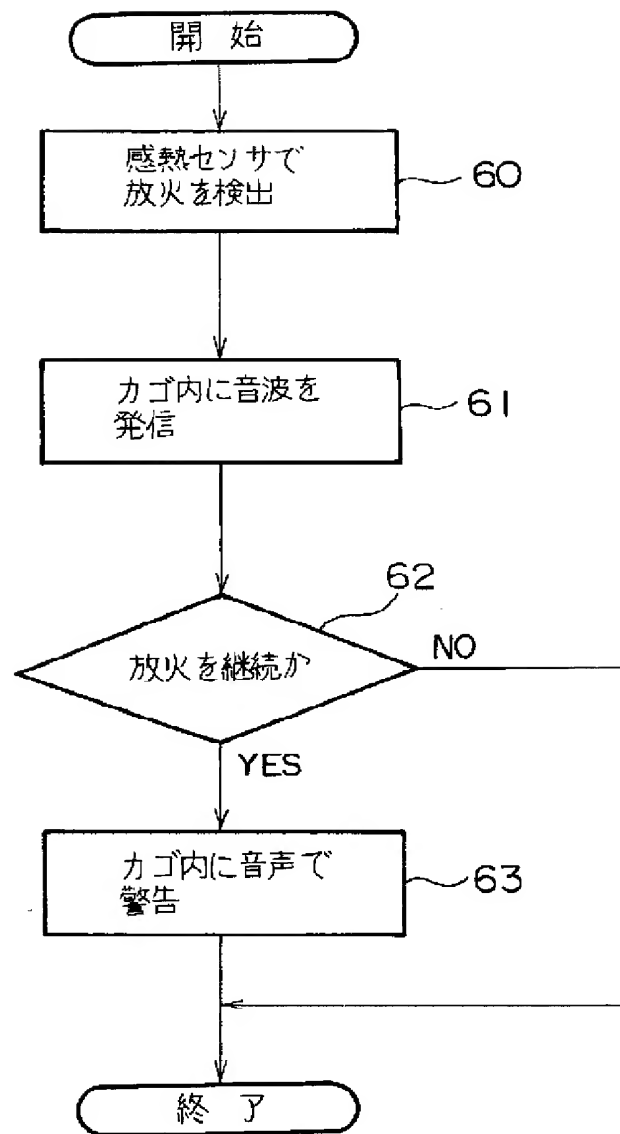 開始
感熱センサで
放火を検出
60
カゴ内に音波を
発信
61
62
放火を継続か
NO
YES
カゴ内に音声で
警告
63
終了